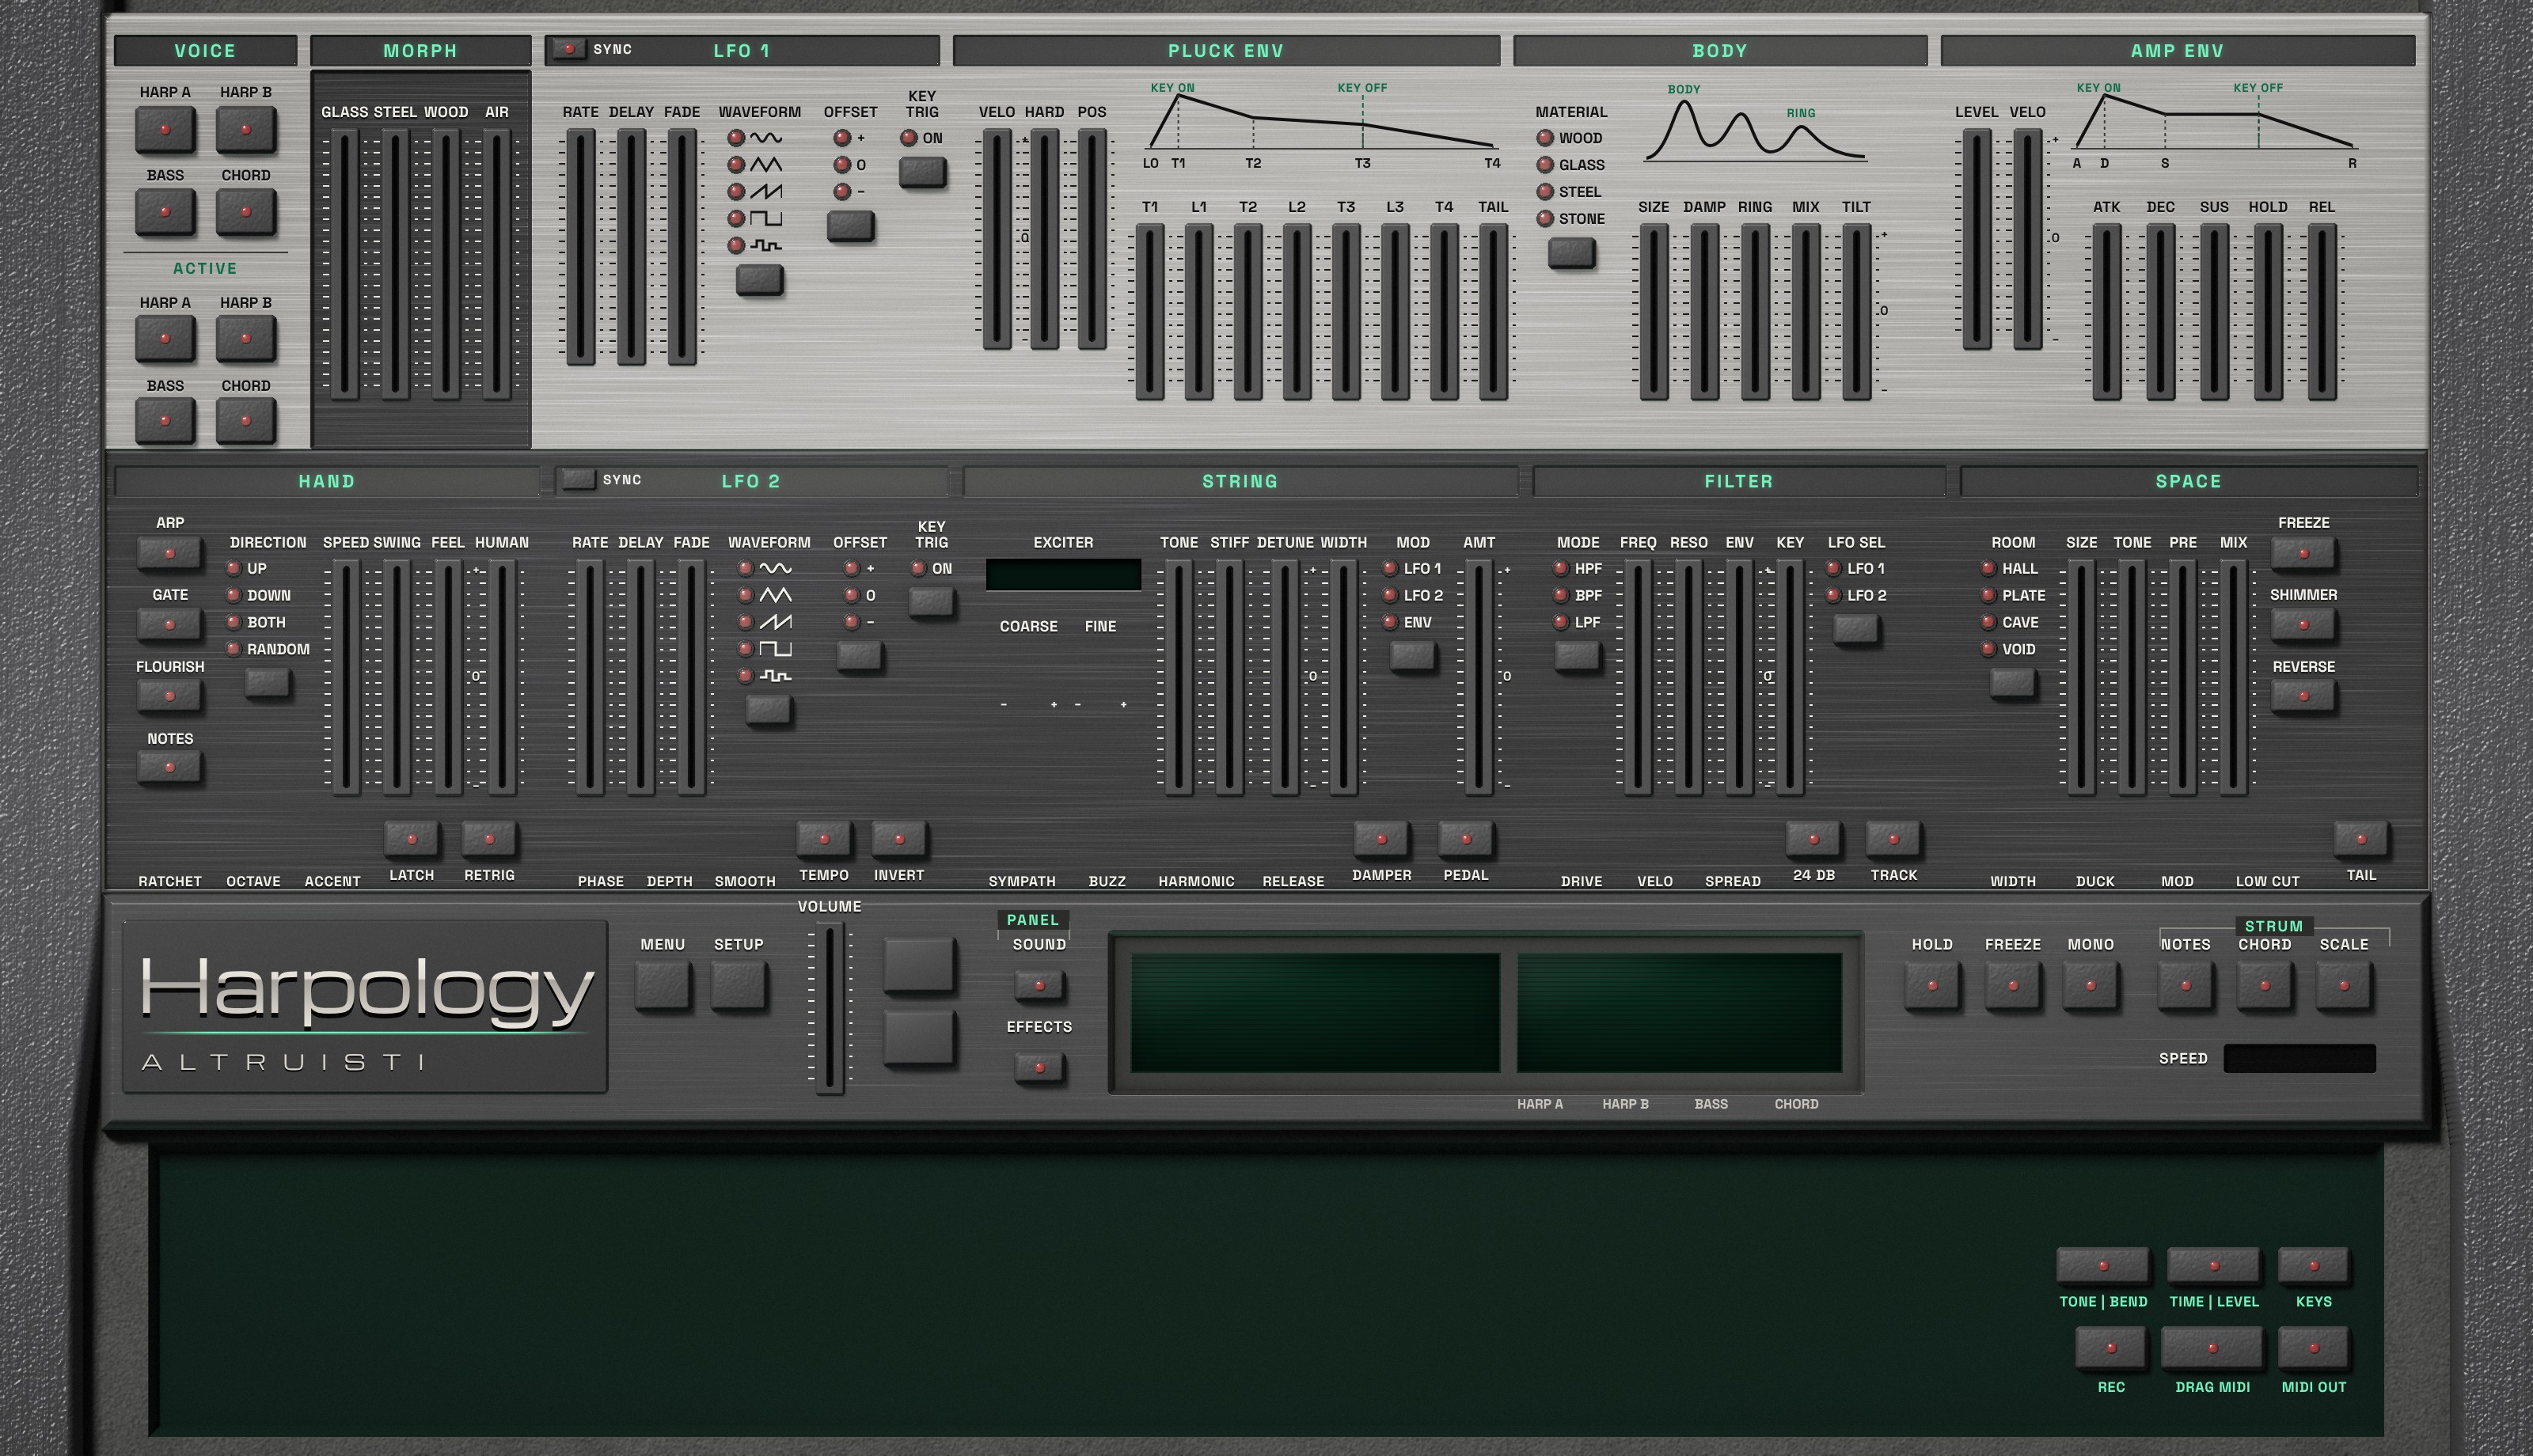 VOICE MORPH SYNC LFO 1 PLUCK ENV BODY AMP ENV
HARP A HARP B
BASS CHORD
ACTIVE
HARP A HARP B
BASS CHORD
GLASS STEEL WOOD AIR
RATE DELAY FADE WAVEFORM OFFSET KEY TRIG
+
0
-
ON
VELO HARD POS
+
0
-
KEY ON KEY OFF
L0 T1 T2 T3 T4
T1 L1 T2 L2 T3 L3 T4 TAIL
MATERIAL
WOOD
GLASS
STEEL
STONE
BODY RING
SIZE DAMP RING MIX TILT
+
0
-
LEVEL VELO
+
0
-
KEY ON KEY OFF
A D S R
ATK DEC SUS HOLD REL
HAND SYNC LFO 2 STRING FILTER SPACE
ARP
GATE
FLOURISH
NOTES
DIRECTION
UP
DOWN
BOTH
RANDOM
SPEED SWING FEEL HUMAN
+
0
-
LATCH RETRIG
RATCHET OCTAVE ACCENT
RATE DELAY FADE WAVEFORM OFFSET KEY TRIG
+
0
-
ON
TEMPO INVERT
PHASE DEPTH SMOOTH
EXCITER
COARSE FINE
- + - +
TONE STIFF DETUNE WIDTH MOD AMT
+
0
-
LFO 1
LFO 2
ENV
+
0
-
DAMPER PEDAL
SYMPATH BUZZ HARMONIC RELEASE
MODE FREQ RESO ENV KEY LFO SEL
HPF
BPF
LPF
+
0
-
LFO 1
LFO 2
24 DB TRACK
DRIVE VELO SPREAD
ROOM SIZE TONE PRE MIX
HALL
PLATE
CAVE
VOID
FREEZE
SHIMMER
REVERSE
TAIL
WIDTH DUCK MOD LOW CUT
Harpology
ALTRUISTI
MENU SETUP
VOLUME
PANEL
SOUND
EFFECTS
HARP A HARP B BASS CHORD
HOLD FREEZE MONO
STRUM
NOTES CHORD SCALE
SPEED
TONE | BEND TIME | LEVEL KEYS
REC DRAG MIDI MIDI OUT